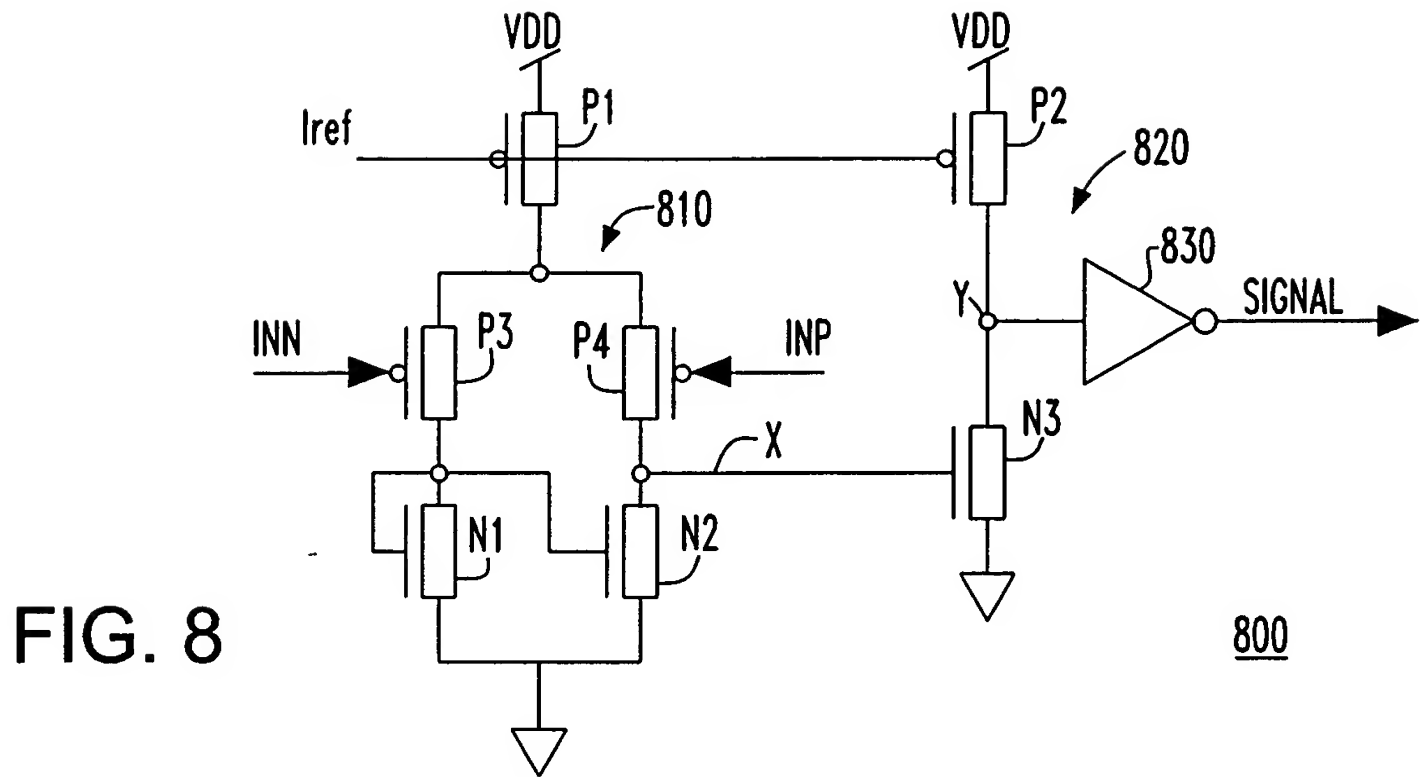 VDD
VDD
Iref
P1
P2
820
810
830
Y
SIGNAL
INN
P3
P4
INP
X
N3
N1
N2
FIG. 8
800